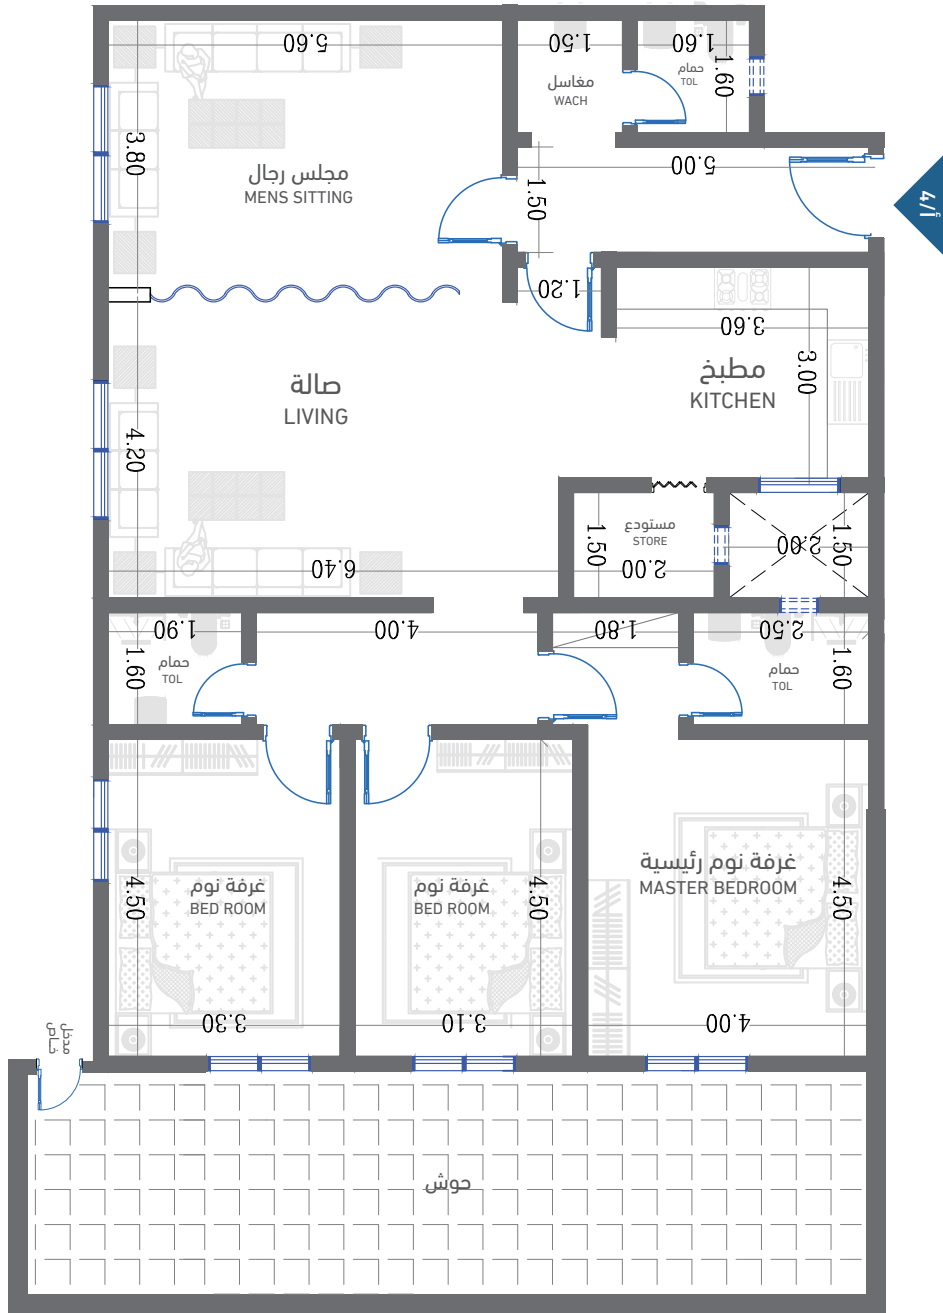 5.60
1.50
1.60
1.60
حمام
TOL
مغاسل
WACH
3.80
مجلس رجال
MENS SITTING
5.00
1.50
أ/4
1.20
3.60
3.00
مطبخ
KITCHEN
صالة
LIVING
4.20
مستودع
STORE
1.50
2.00
2.00
1.50
6.40
1.90
4.00
1.80
2.50
1.60
حمام
TOL
حمام
TOL
1.60
غرفة نوم رئيسية
MASTER BEDROOM
4.50
غرفة نوم
BED ROOM
غرفة نوم
BED ROOM
4.50
4.50
3.30
3.10
4.00
مدخل
خاص
حوش